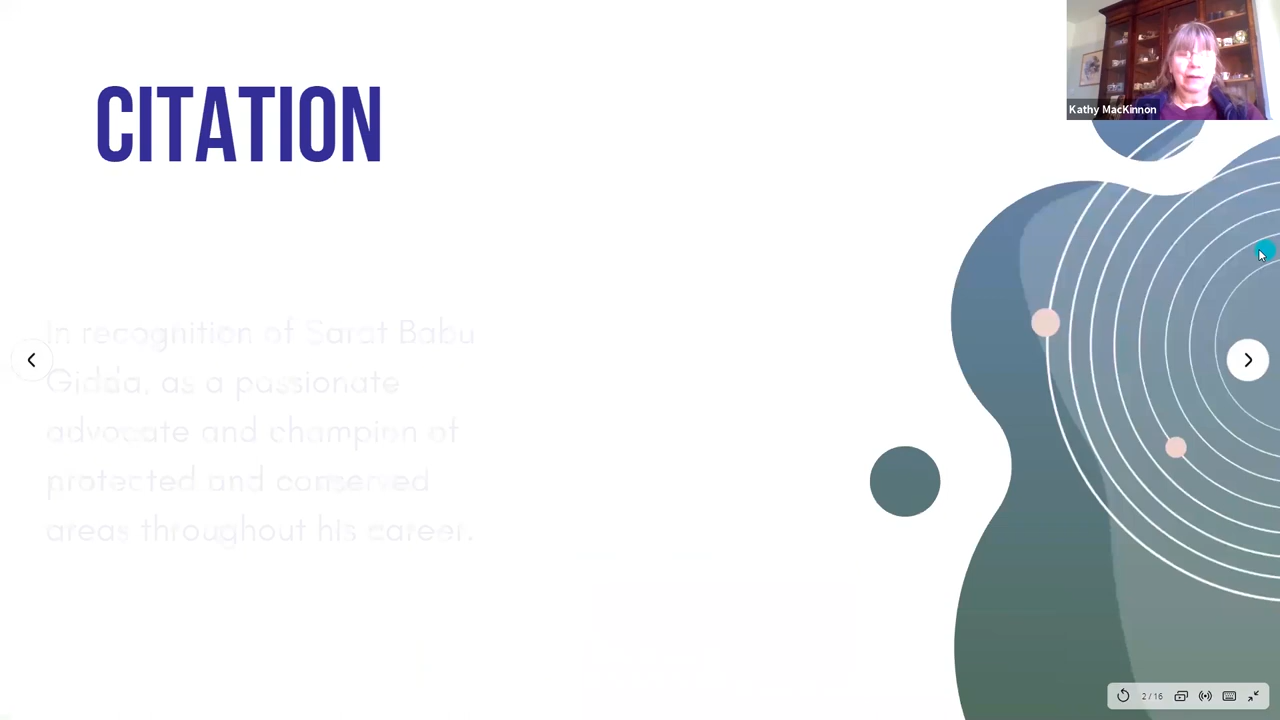 Kathy MacKinnon
CITATION
In recognition of Sarat Babu
Gidda, as a passionate
advocate and champion of
protected and conserved
areas throughout his career.
2 / 16